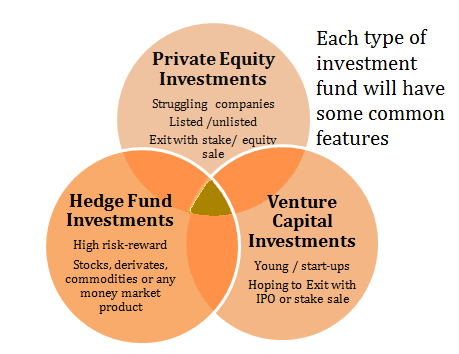 Each type of
investment
fund will have
some common
features
Private Equity
Investments
Struggling companies
Listed /unlisted
Exit with stake/ equity
sale
Hedge Fund
Investments
High risk-reward
Stocks, derivates,
commodities or any
money market
product
Venture
Capital
Investments
Young / start-ups
Hoping to Exit with
IPO or stake sale